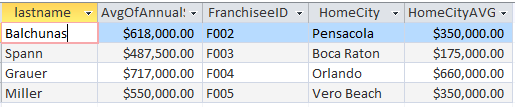 lastname AvgOfAnnualS FranchiseeID HomeCity HomeCityAVG
Balchunas $618,000.00 F002 Pensacola $350,000.00
Spann $487,500.00 F003 Boca Raton $175,000.00
Grauer $717,000.00 F004 Orlando $660,000.00
Miller $550,000.00 F005 Vero Beach $350,000.00